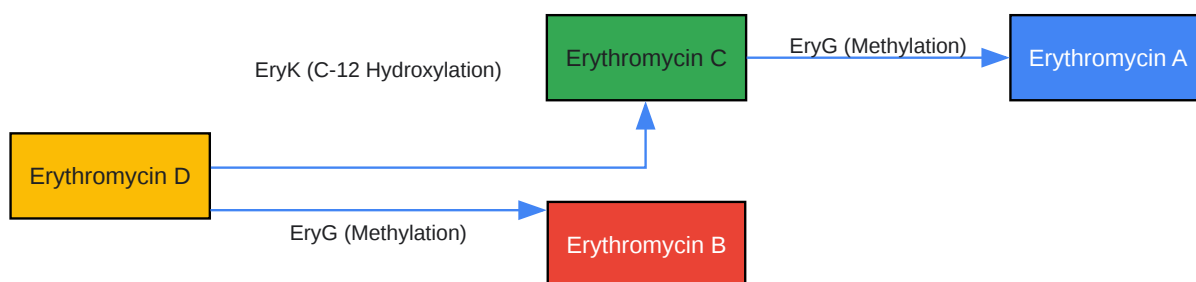 Erythromycin C
EryG (Methylation)
Erythromycin A
EryK (C-12 Hydroxylation)
Erythromycin D
EryG (Methylation)
Erythromycin B